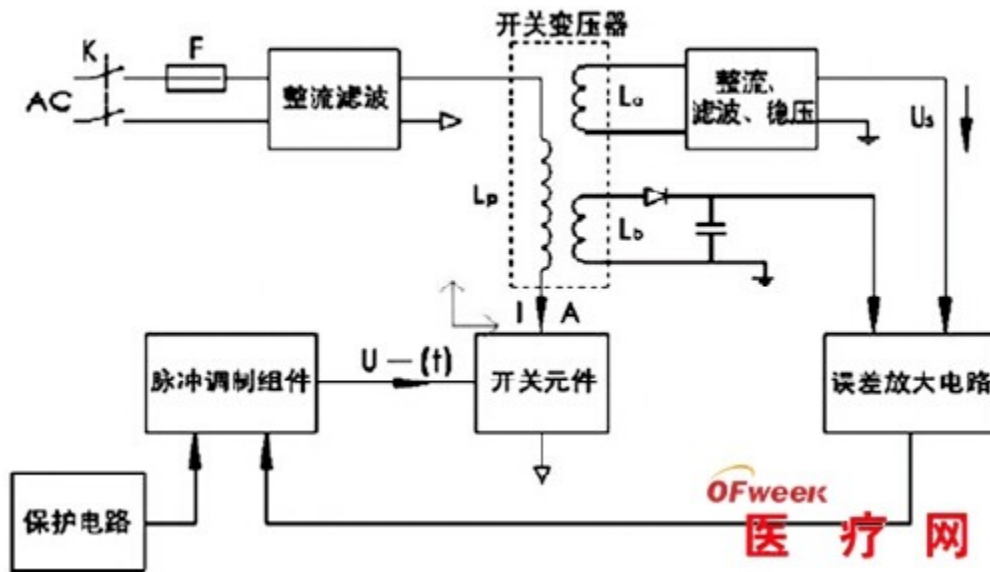 开关变压器
K
F
AC
整流滤波
Lp
La
整流、
滤波、稳压
Us
Lb
I A
脉冲调制组件
U — (t)
开关元件
误差放大电路
保护电路
OFweek
医疗网